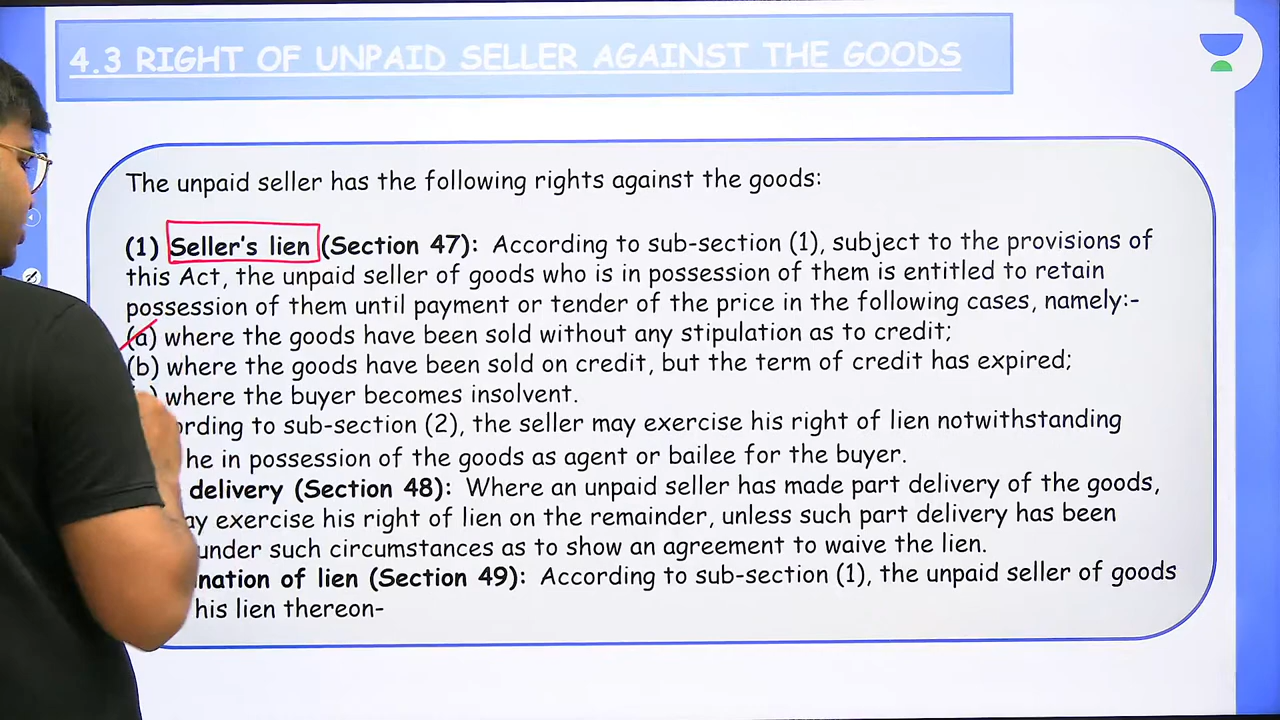 4.3 RIGHT OF UNPAID SELLER AGAINST THE GOODS
The unpaid seller has the following rights against the goods:
(1) Seller's lien (Section 47): According to sub-section (1), subject to the provisions of
this Act, the unpaid seller of goods who is in possession of them is entitled to retain
possession of them until payment or tender of the price in the following cases, namely:-
(a) where the goods have been sold without any stipulation as to credit;
(b) where the goods have been sold on credit, but the term of credit has expired;
) where the buyer becomes insolvent.
ording to sub-section (2), the seller may exercise his right of lien notwithstanding
he in possession of the goods as agent or bailee for the buyer.
delivery (Section 48): Where an unpaid seller has made part delivery of the goods,
ay exercise his right of lien on the remainder, unless such part delivery has been
under such circumstances as to show an agreement to waive the lien.
nation of lien (Section 49): According to sub-section (1), the unpaid seller of goods
his lien thereon-